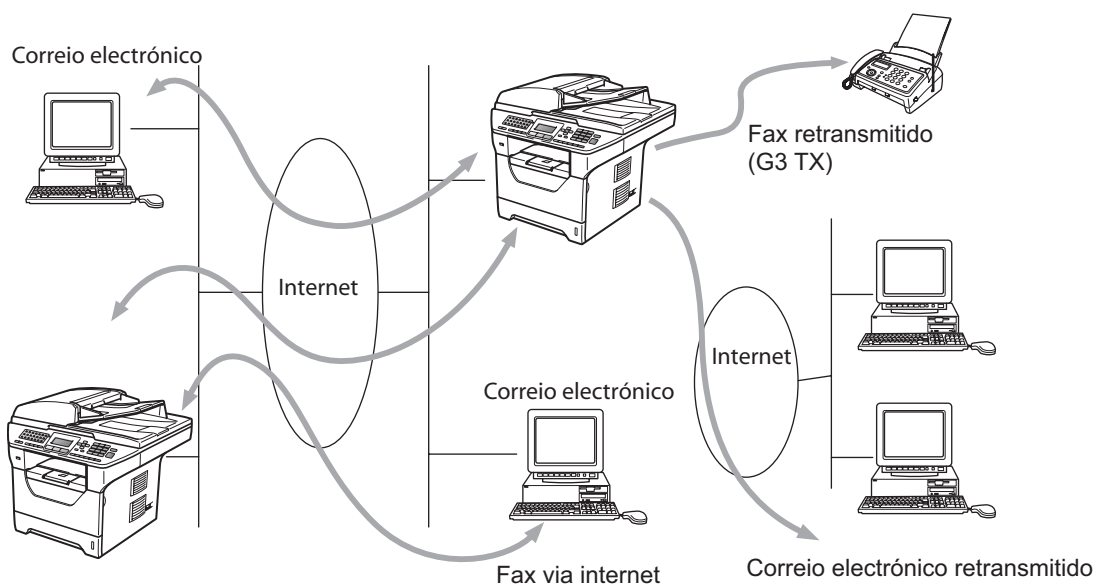 Correio electrónico
Fax retransmitido
(G3 TX)
Internet
Internet
Correio electrónico
Fax via internet
Correio electrónico retransmitido